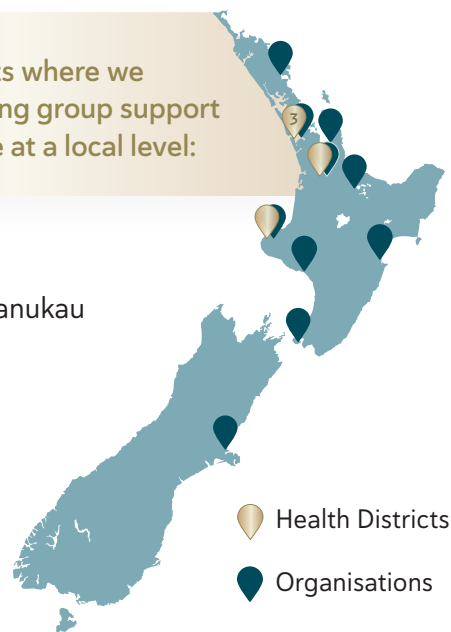 ts where we
ng group support
e at a local level:
3
anukau
Health Districts
Organisations